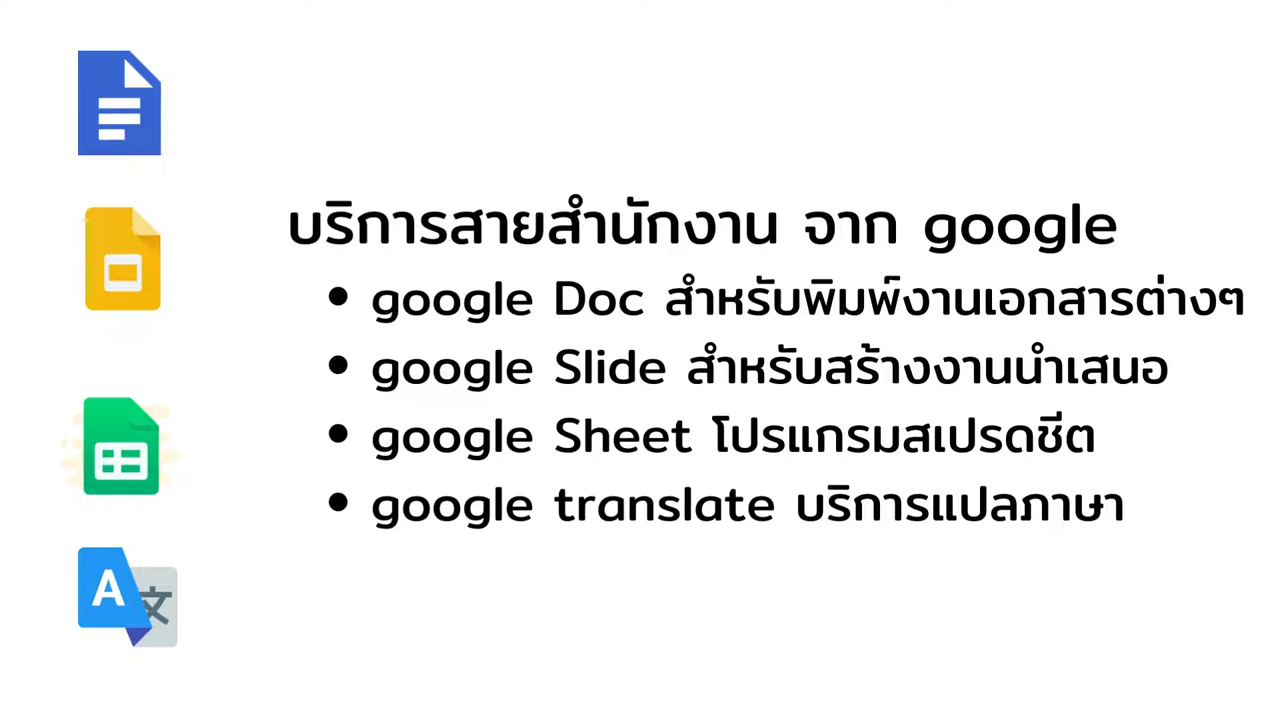 บริการสายสำนักงาน จาก google
• google Doc สำหรับพิมพ์งานเอกสารต่างๆ
• google Slide สำหรับสร้างงานนำเสนอ
• google Sheet โปรแกรมสเปรดชีต
• google translate บริการแปลภาษา
A 文